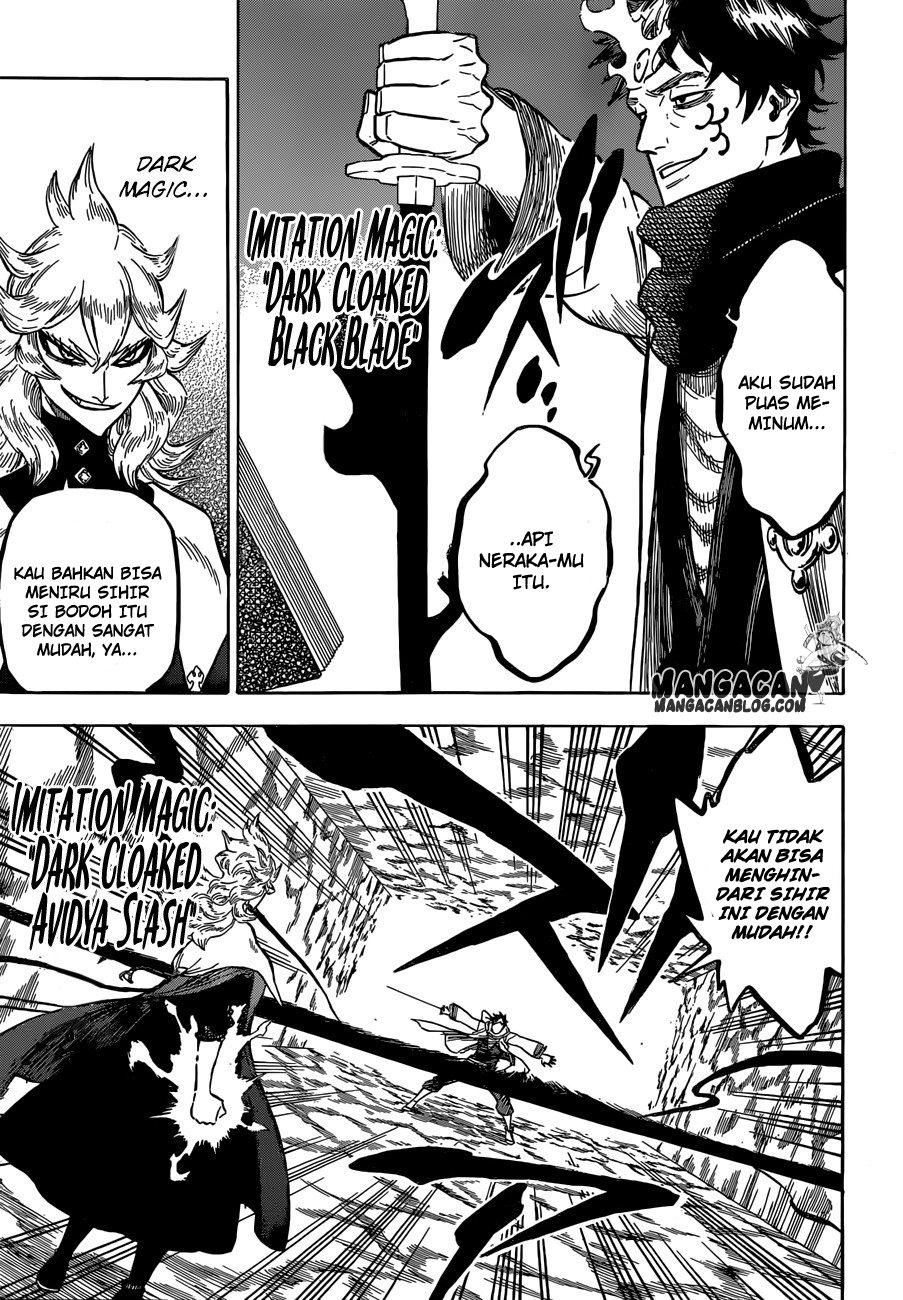 AKU SUDAH
PUAS ME-
MINUM...
IMITATION MAGIC:
"DARK CLOAKED
BLACK BLADE"
..API
NERAKA-MU
ITU.
DARK
MAGIC...
KAU BAHKAN BISA
MENIRU SIHIR
SI BODOH ITU
DENGAN SANGAT
MUDAH, YA...
MANGACAN
MANGACANBLOG.COM
KAU TIDAK
AKAN BISA
MENGHIN-
DARI SIHIR
INI DENGAN
MUDAH!!
IMITATION MAGIC:
"DARK CLOAKED
AVIDYA SLASH"